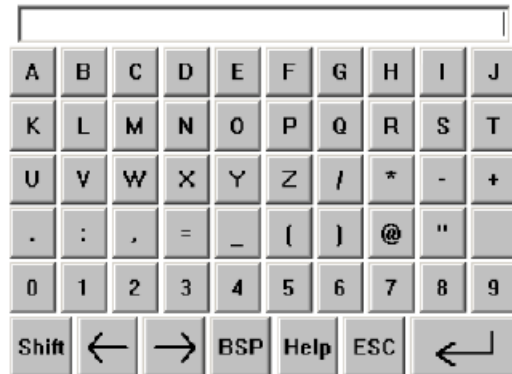 A B C D E F G H I J
K L M N O P Q R S T
U V W X Y Z / * - +
. : , = _ ( ) @ "
0 1 2 3 4 5 6 7 8 9
Shift ← → BSP Help ESC ↵